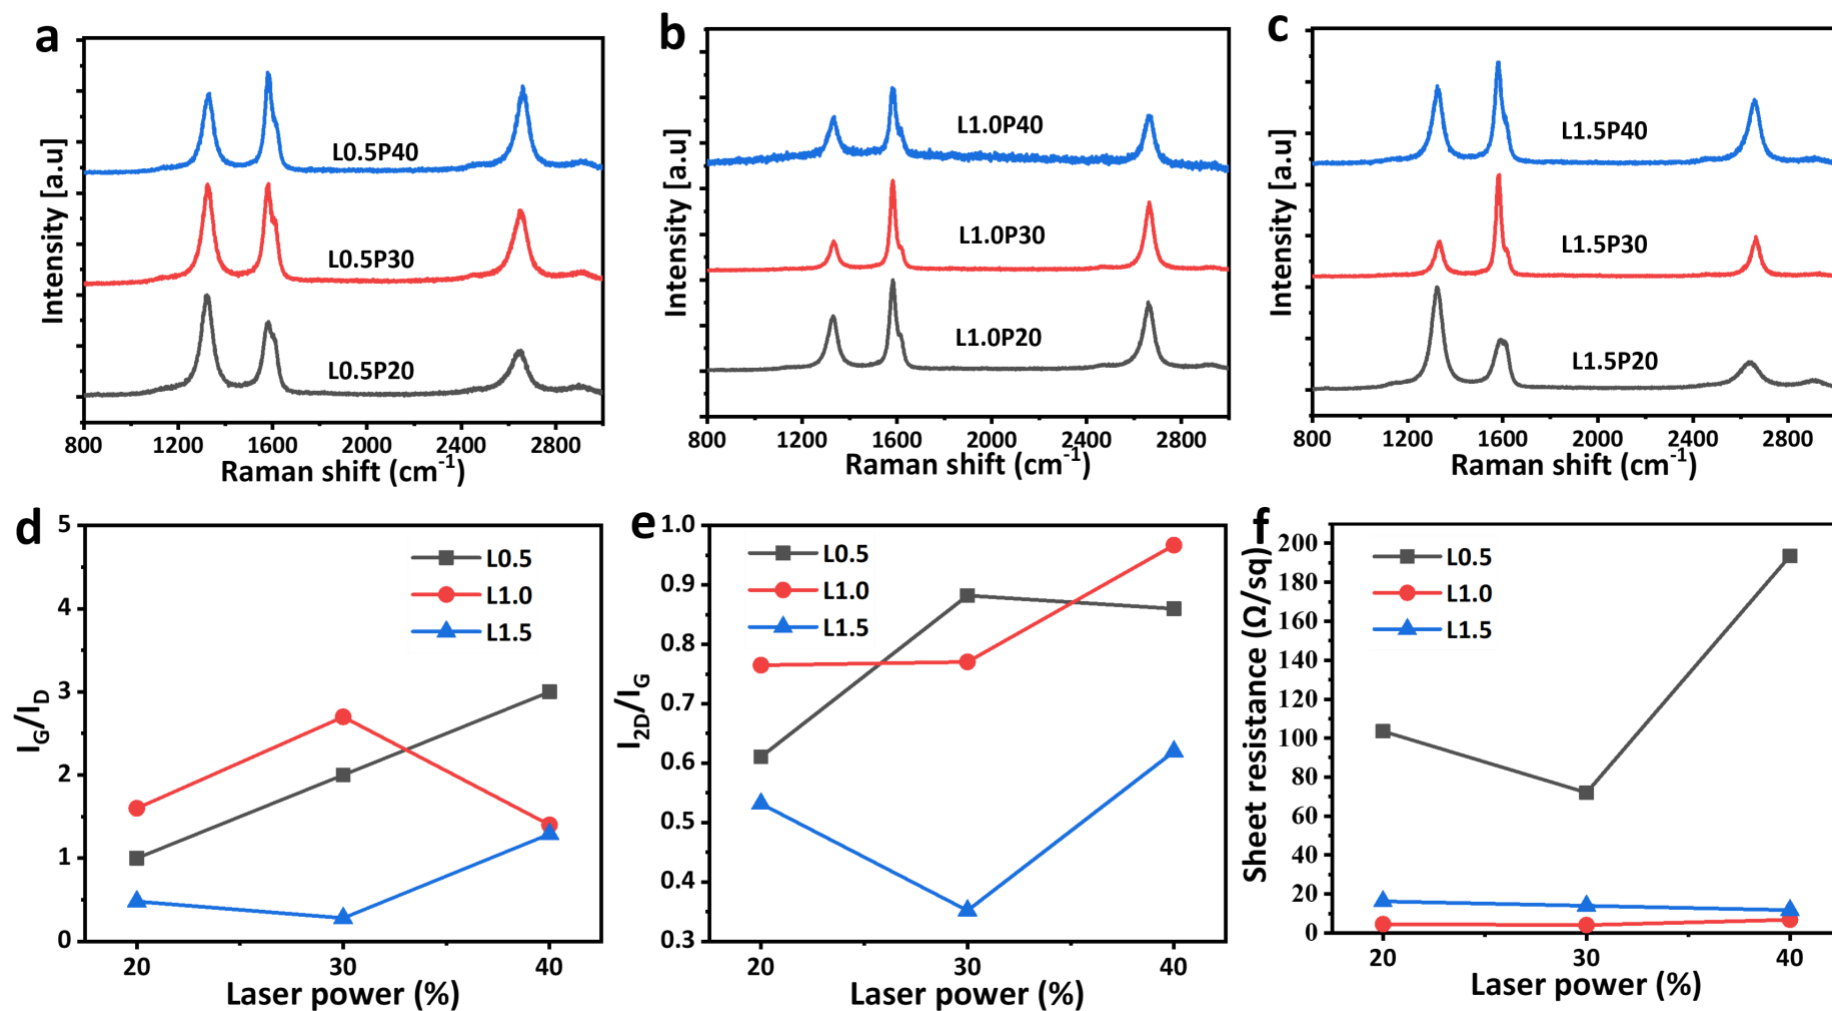 a
Intensity [a.u]
L0.5P40
L0.5P30
L0.5P20
800 1200 1600 2000 2400 2800
Raman shift (cm-1)
b
Intensity [a.u]
L1.0P40
L1.0P30
L1.0P20
800 1200 1600 2000 2400 2800
Raman shift (cm-1)
c
Intensity [a.u]
L1.5P40
L1.5P30
L1.5P20
800 1200 1600 2000 2400 2800
Raman shift (cm-1)
d
IG/ID
5
4
3
2
1
0
L0.5
L1.0
L1.5
20 30 40
Laser power (%)
e
I2D/IG
1.0
0.9
0.8
0.7
0.6
0.5
0.4
0.3
L0.5
L1.0
L1.5
20 30 40
Laser power (%)
f
Sheet resistance (Ω/sq)
200
180
160
140
120
100
80
60
40
20
0
L0.5
L1.0
L1.5
20 30 40
Laser power (%)